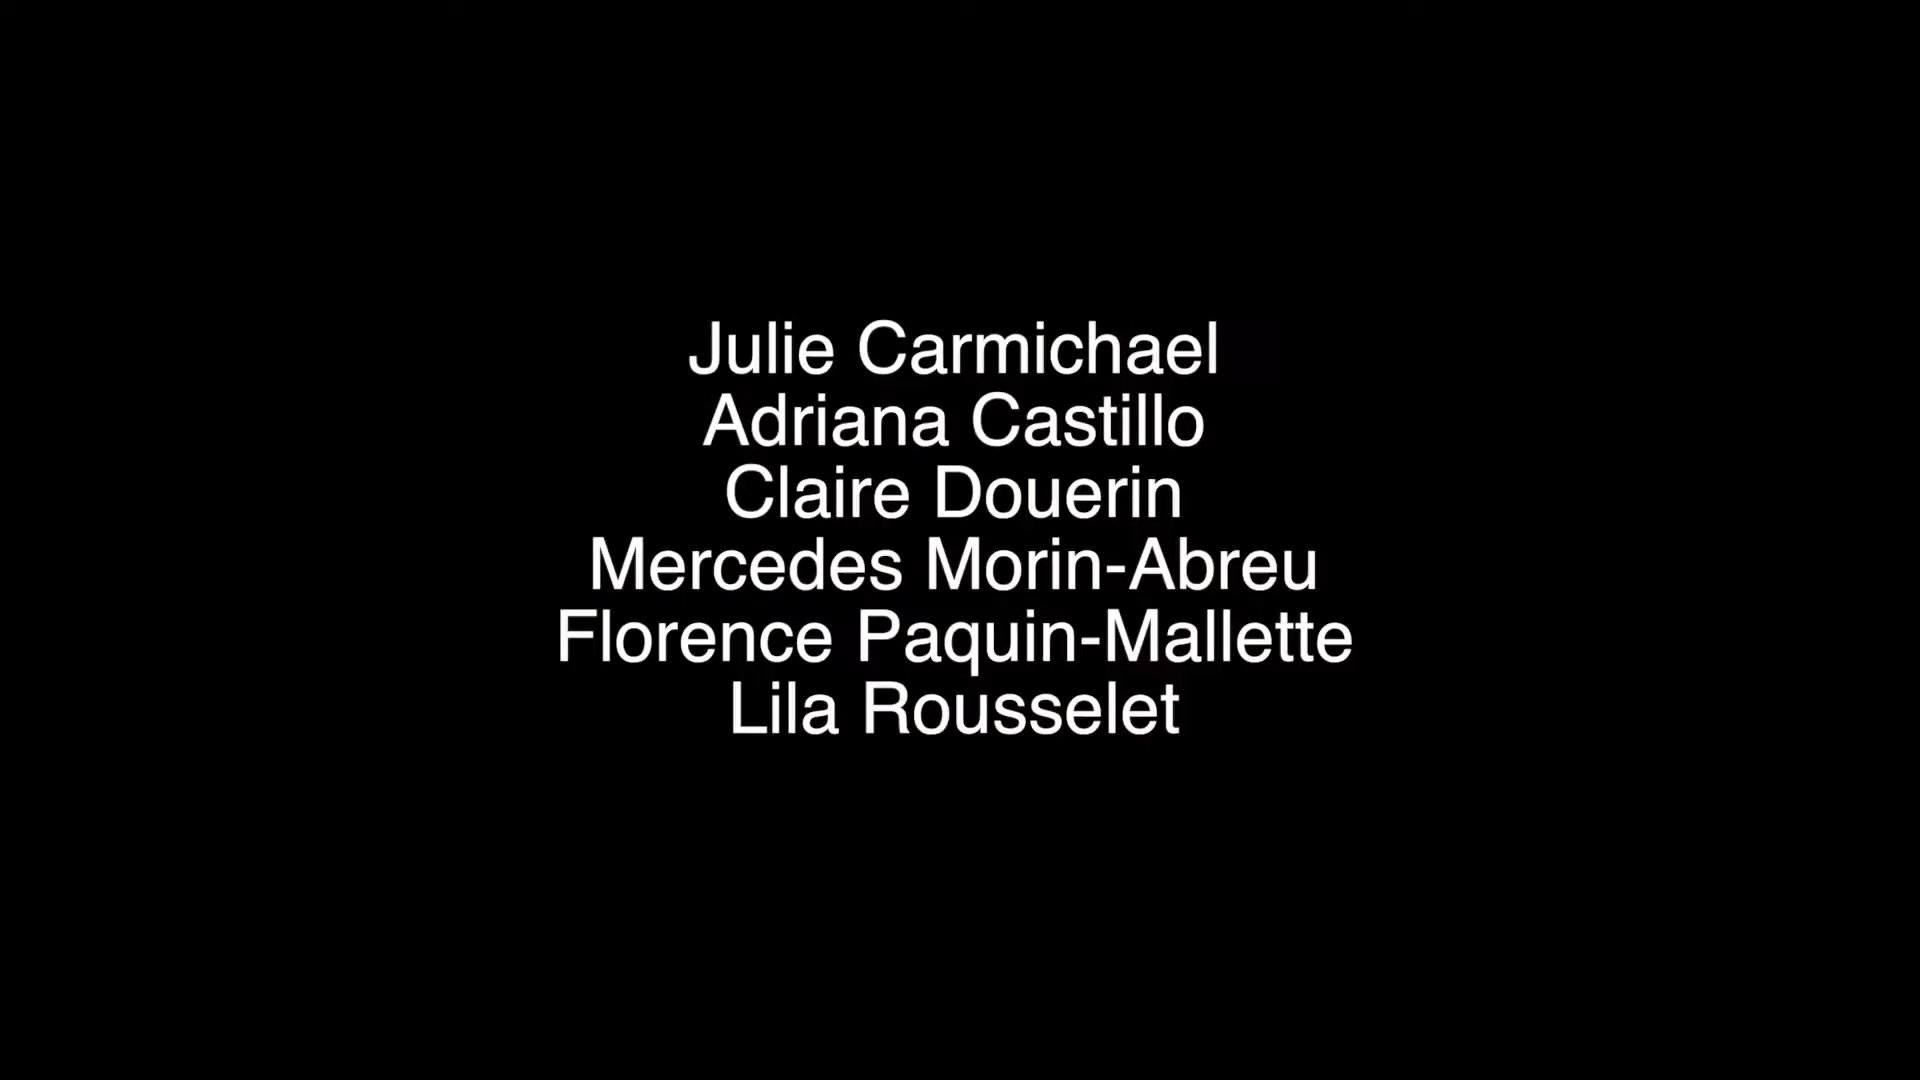 Julie Carmichael
Adriana Castillo
Claire Douerin
Mercedes Morin-Abreu
Florence Paquin-Mallette
Lila Rousselet